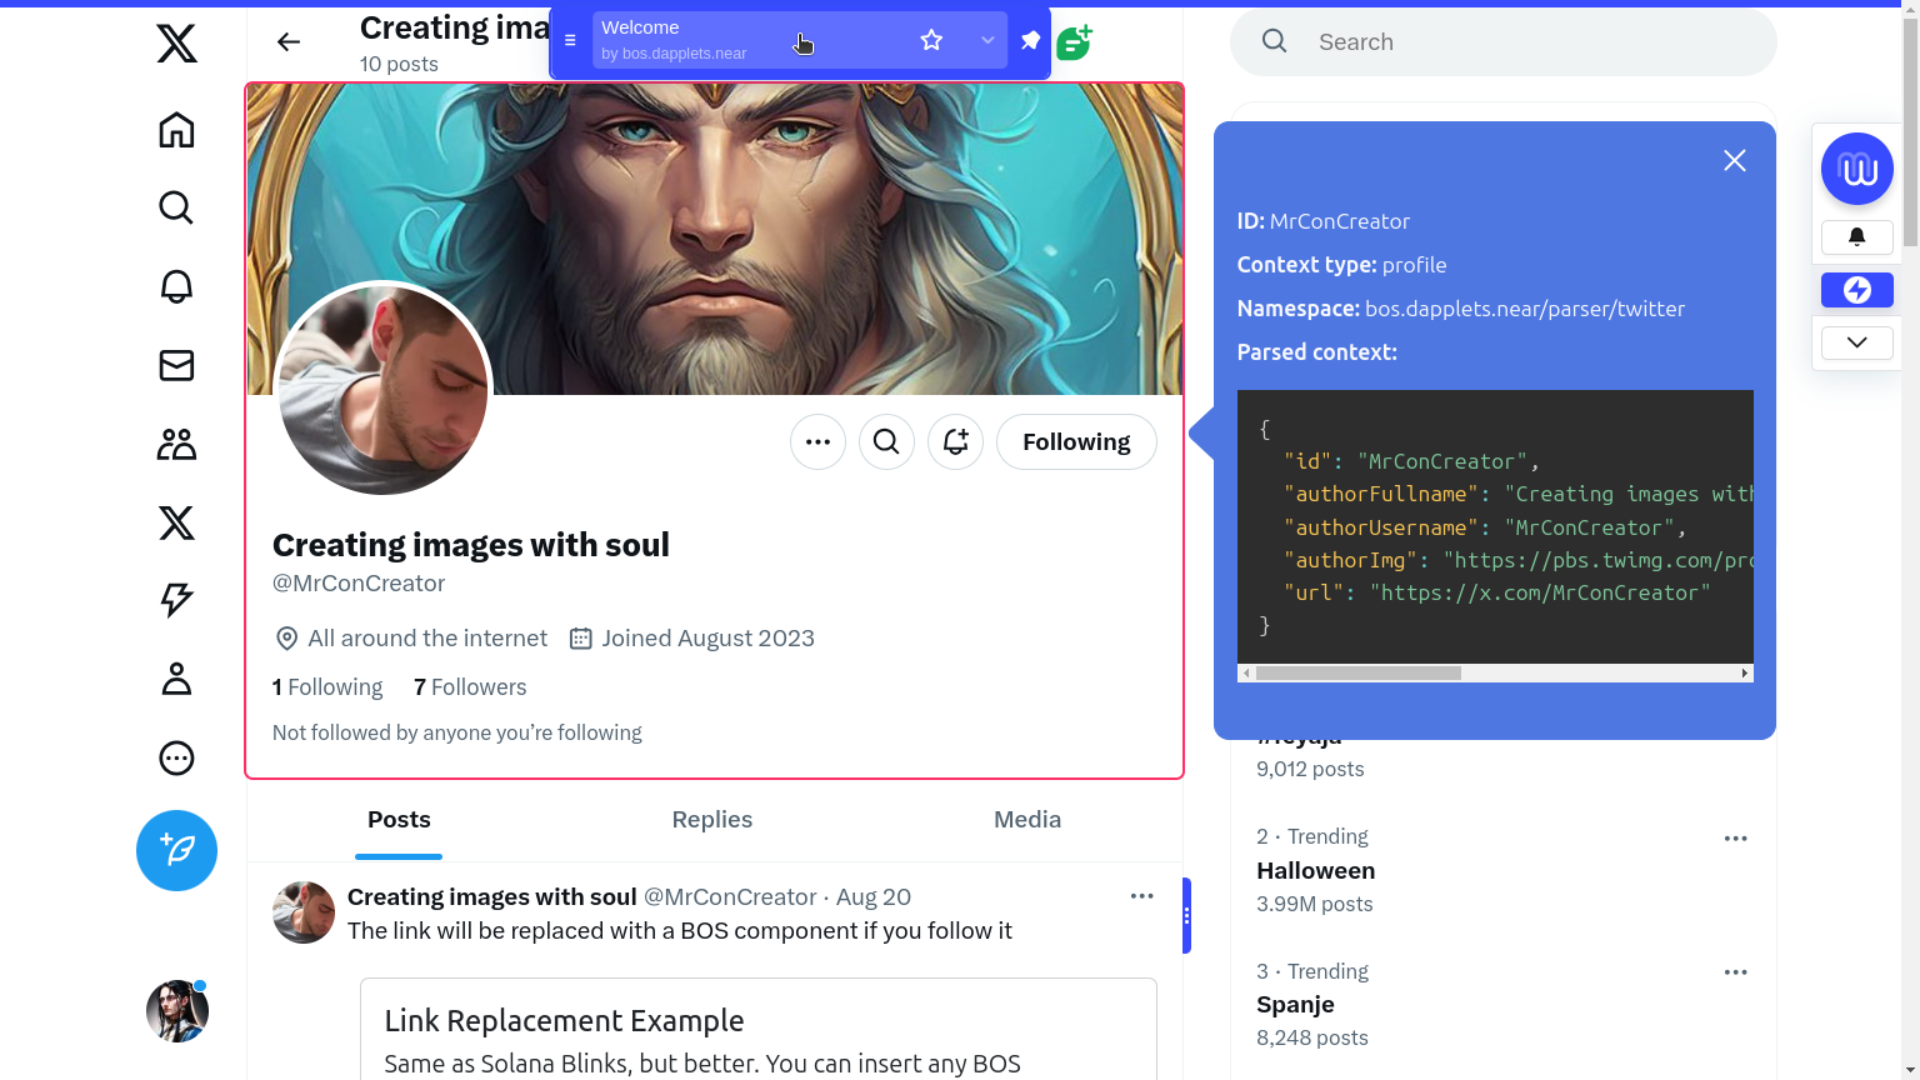 Creating ima
10 posts
Welcome
by bos.dapplets.near
Search
Following
Creating images with soul
@MrConCreator
All around the internet
Joined August 2023
1 Following
7 Followers
Not followed by anyone you’re following
Posts
Replies
Media
Creating images with soul @MrConCreator · Aug 20
The link will be replaced with a BOS component if you follow it
Link Replacement Example
Same as Solana Blinks, but better. You can insert any BOS
ID: MrConCreator
Context type: profile
Namespace: bos.dapplets.near/parser/twitter
Parsed context:
{
"id": "MrConCreator",
"authorFullname": "Creating images with
"authorUsername": "MrConCreator",
"authorImg": "https://pbs.twimg.com/pro
"url": "https://x.com/MrConCreator"
}
9,012 posts
2 · Trending
Halloween
3.99M posts
3 · Trending
Spanje
8,248 posts